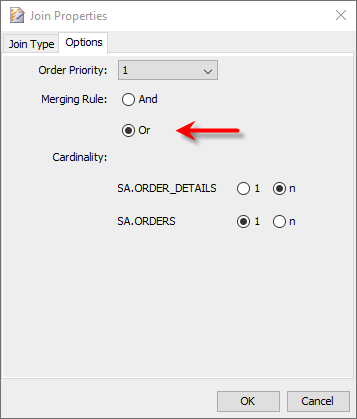 Join Properties
Join Type Options
Order Priority: 1
Merging Rule: And
Or
Cardinality:
SA.ORDER_DETAILS 1 n
SA.ORDERS 1 n
OK Cancel